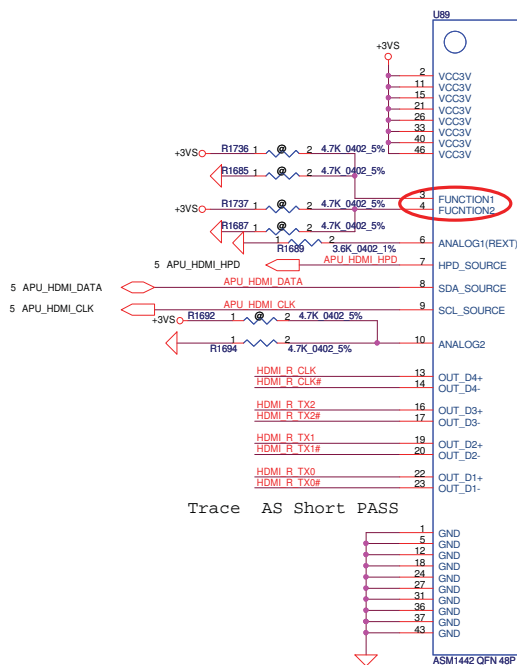 U89
+3VS
2 VCC3V
11 VCC3V
15 VCC3V
21 VCC3V
26 VCC3V
33 VCC3V
40 VCC3V
46 VCC3V
+3VS R1736 1 @ 2 4.7K_0402_5%
R1685 1 @ 2 4.7K_0402_5%
3 FUNCTION1
+3VS R1737 1 @ 2 4.7K_0402_5%
4 FUCNTION2
R1687 1 @ 2 4.7K_0402_5%
R1689 1 2 3.6K_0402_1%
6 ANALOG1(REXT)
5 APU_HDMI_HPD APU_HDMI_HPD 7 HPD_SOURCE
5 APU_HDMI_DATA APU_HDMI_DATA 8 SDA_SOURCE
5 APU_HDMI_CLK APU_HDMI_CLK 9 SCL_SOURCE
+3VS R1692 1 @ 2 4.7K_0402_5%
R1694 1 2 4.7K_0402_5%
10 ANALOG2
HDMI_R_CLK 13 OUT_D4+
HDMI_R_CLK# 14 OUT_D4-
HDMI_R_TX2 16 OUT_D3+
HDMI_R_TX2# 17 OUT_D3-
HDMI_R_TX1 19 OUT_D2+
HDMI_R_TX1# 20 OUT_D2-
HDMI_R_TX0 22 OUT_D1+
HDMI_R_TX0# 23 OUT_D1-
Trace AS Short PASS
1 GND
5 GND
12 GND
18 GND
24 GND
27 GND
31 GND
36 GND
37 GND
43 GND
ASM1442 QFN 48P